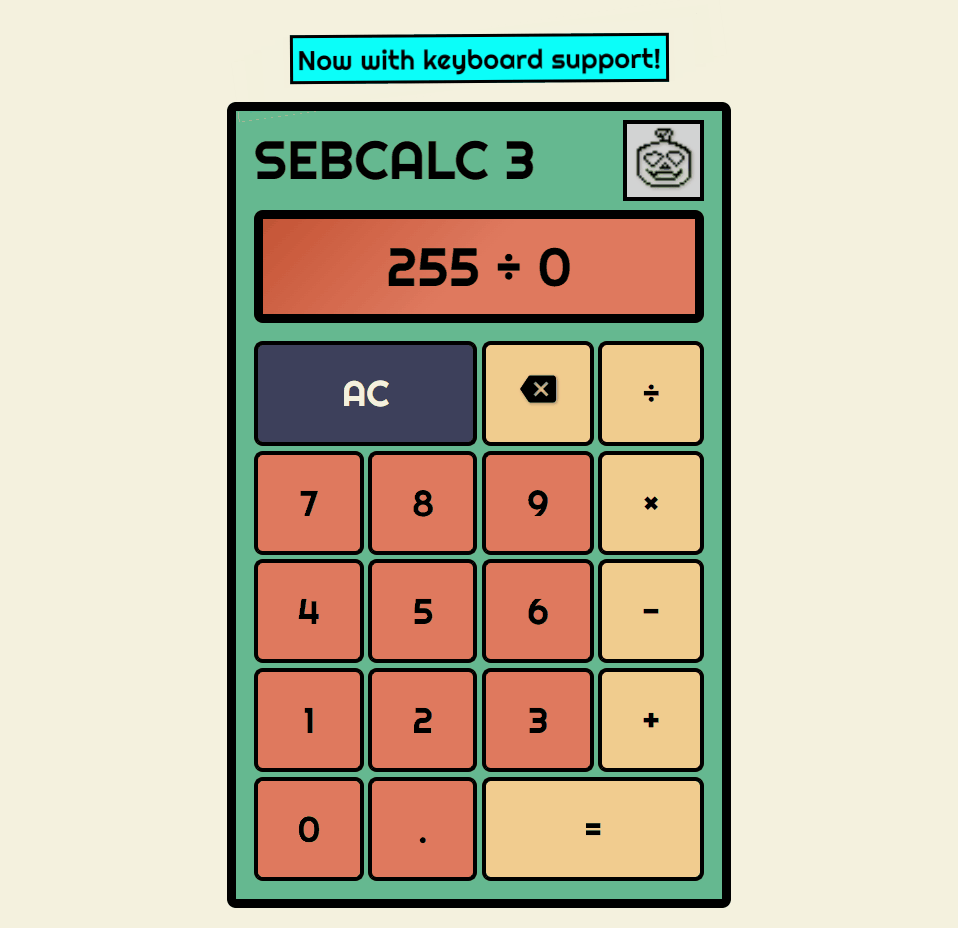 Now with keyboard support!
SEBCALC 3
255 ÷ 0
AC ÷
7 8 9 ×
4 5 6 −
1 2 3 +
0 . =